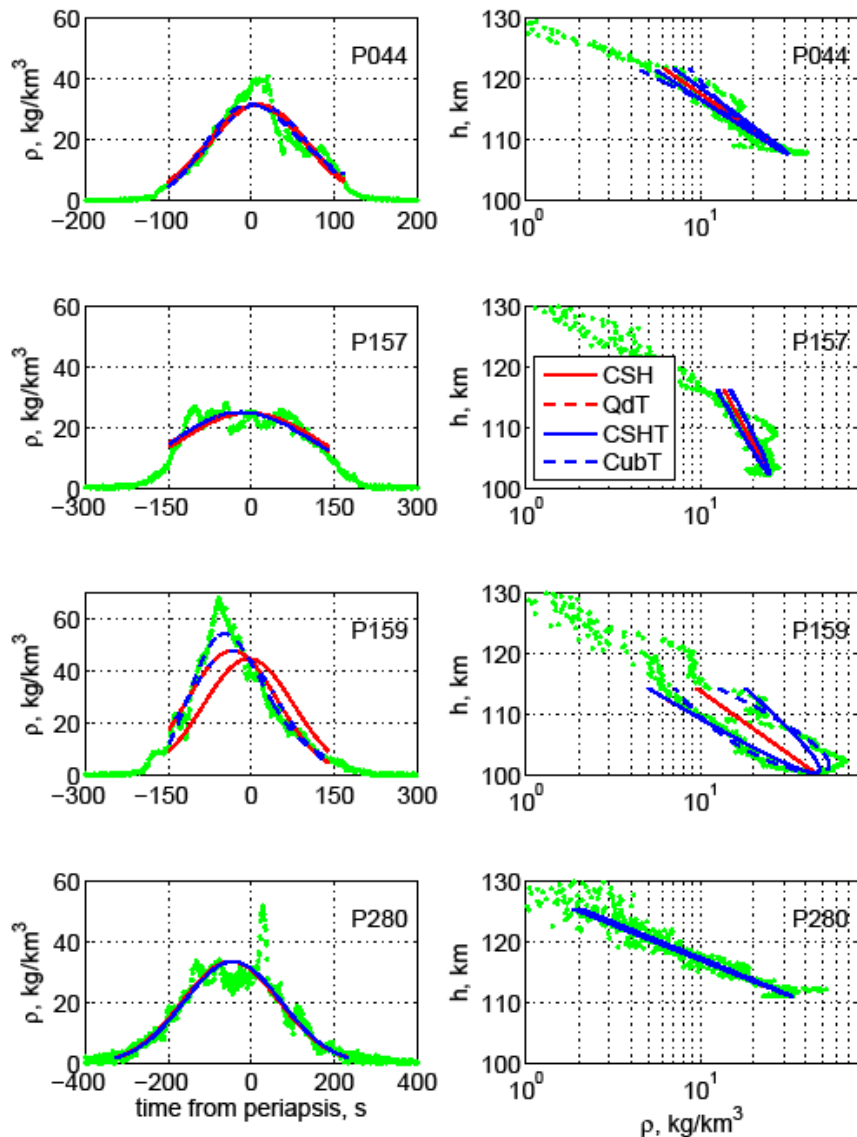 60
40
20
0
ρ, kg/km³
P044
−200
−100
0
100
200
130
120
110
100
h, km
P044
10⁰
10¹
60
40
20
0
ρ, kg/km³
P157
−300
−150
0
150
300
130
120
110
100
h, km
P157
CSH
QdT
CSHT
CubT
10⁰
10¹
60
40
20
0
ρ, kg/km³
P159
−300
−150
0
150
300
130
120
110
100
h, km
P159
10⁰
10¹
60
40
20
0
ρ, kg/km³
P280
−400
−200
0
200
400
time from periapsis, s
130
120
110
100
h, km
P280
10⁰
10¹
ρ, kg/km³